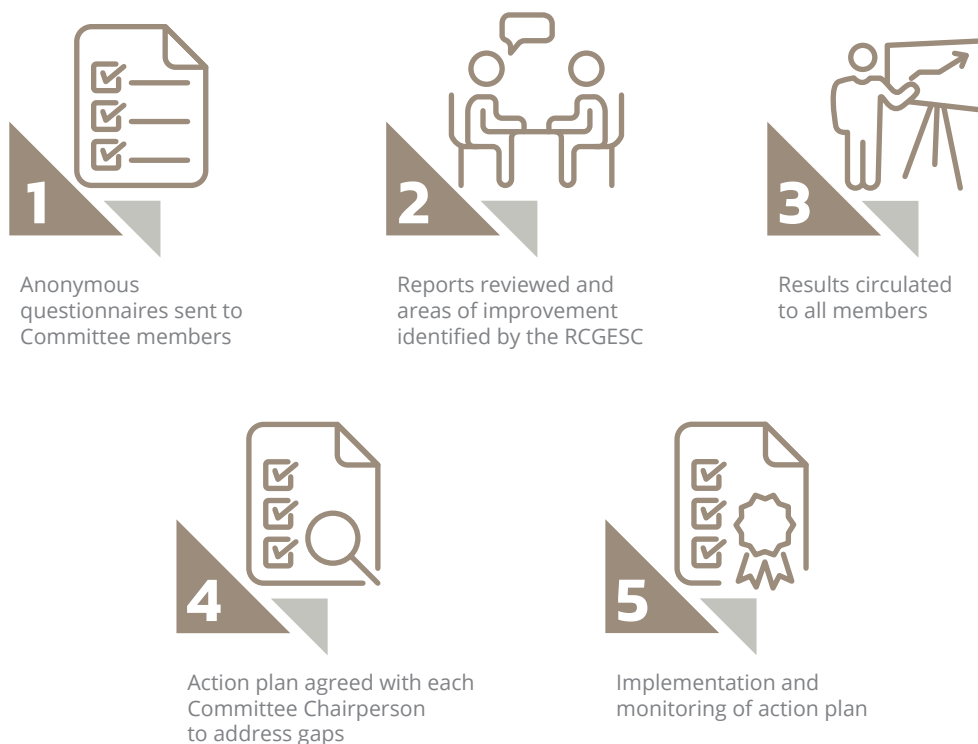 1
Anonymous
questionnaires sent to
Committee members
2
Reports reviewed and
areas of improvement
identified by the RCGESC
3
Results circulated
to all members
4
Action plan agreed with each
Committee Chairperson
to address gaps
5
Implementation and
monitoring of action plan